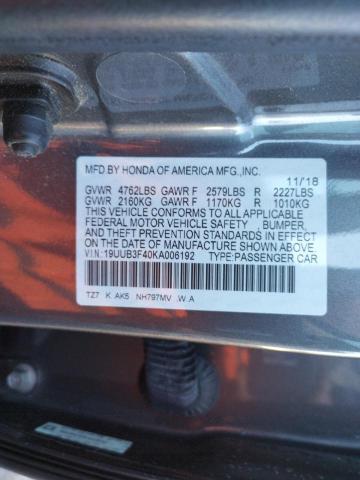 MFD.BY HONDA OF AMERICA MFG.,INC. 11/18
GVWR 4762LBS GAWR F 2579LBS R 2227LBS
GVWR 2160KG GAWR F 1170KG R 1010KG
THIS VEHICLE CONFORMS TO ALL APPLICABLE
FEDERAL MOTOR VEHICLE SAFETY , BUMPER,
AND THEFT PREVENTION STANDARDS IN EFFECT
ON THE DATE OF MANUFACTURE SHOWN ABOVE.
VIN:19UUB3F40KA006192 TYPE:PASSENGER CAR
TZ7 K AK5 NH797MV .W.A